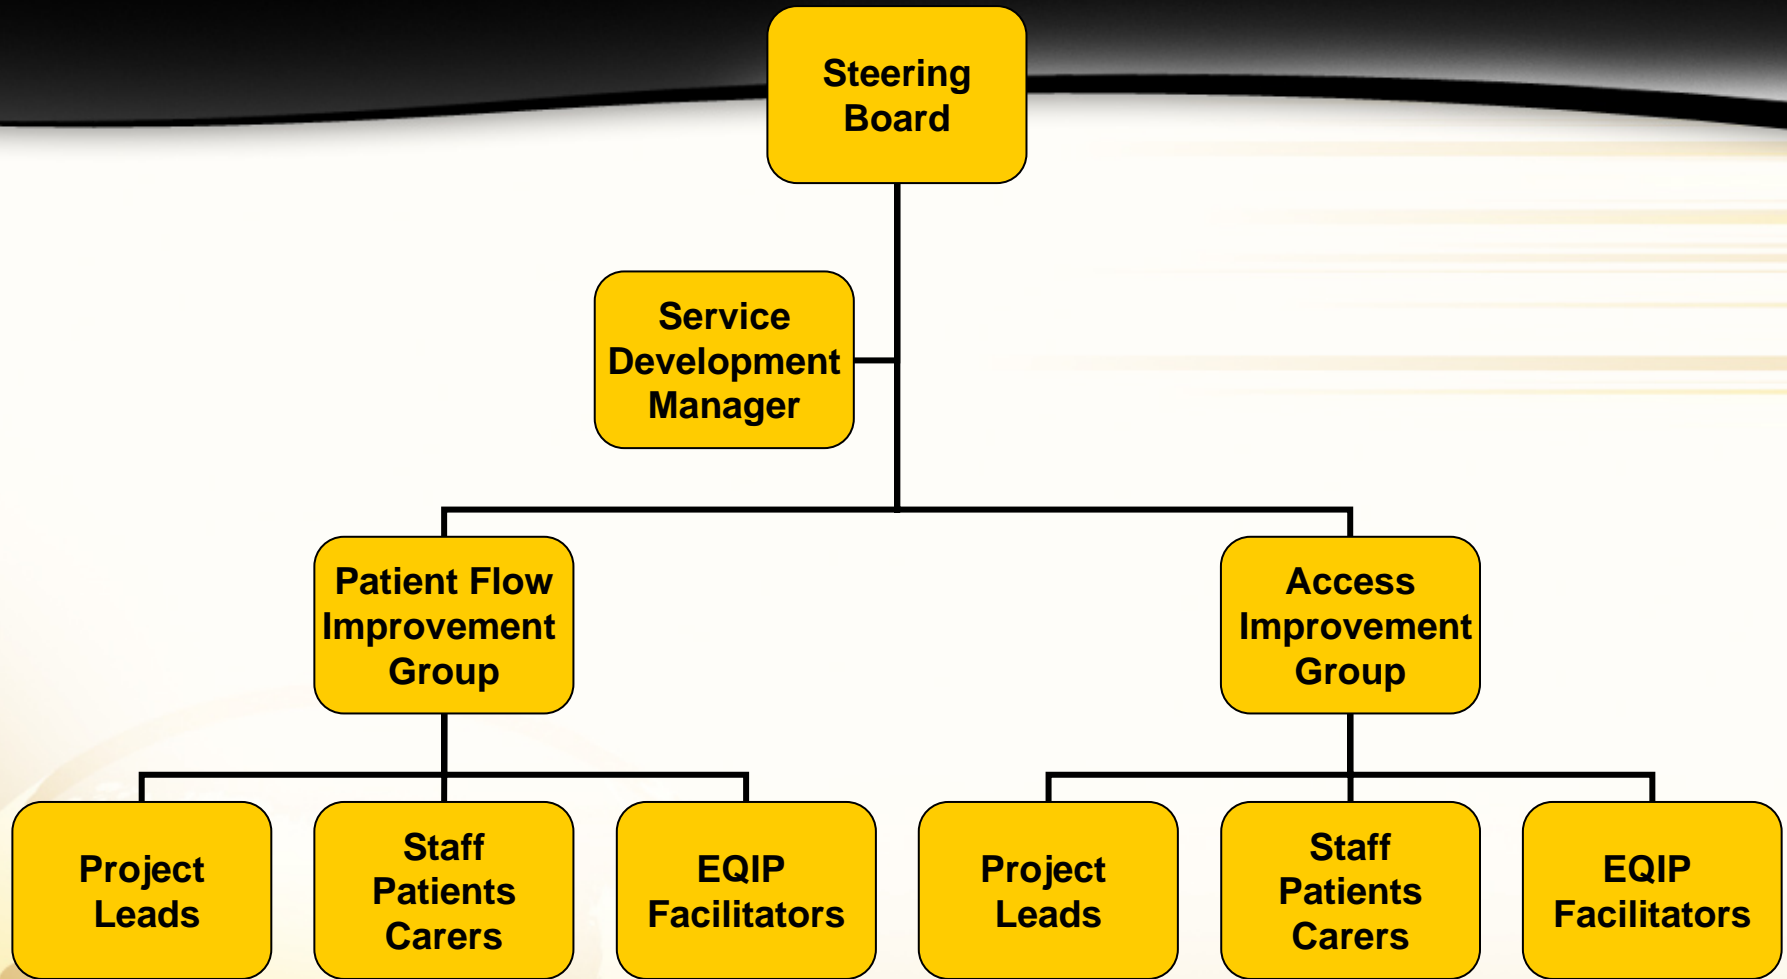 Steering
Board
Service
Development
Manager
Patient Flow
Improvement
Group
Access
Improvement
Group
Project
Leads
Staff
Patients
Carers
EQIP
Facilitators
Project
Leads
Staff
Patients
Carers
EQIP
Facilitators